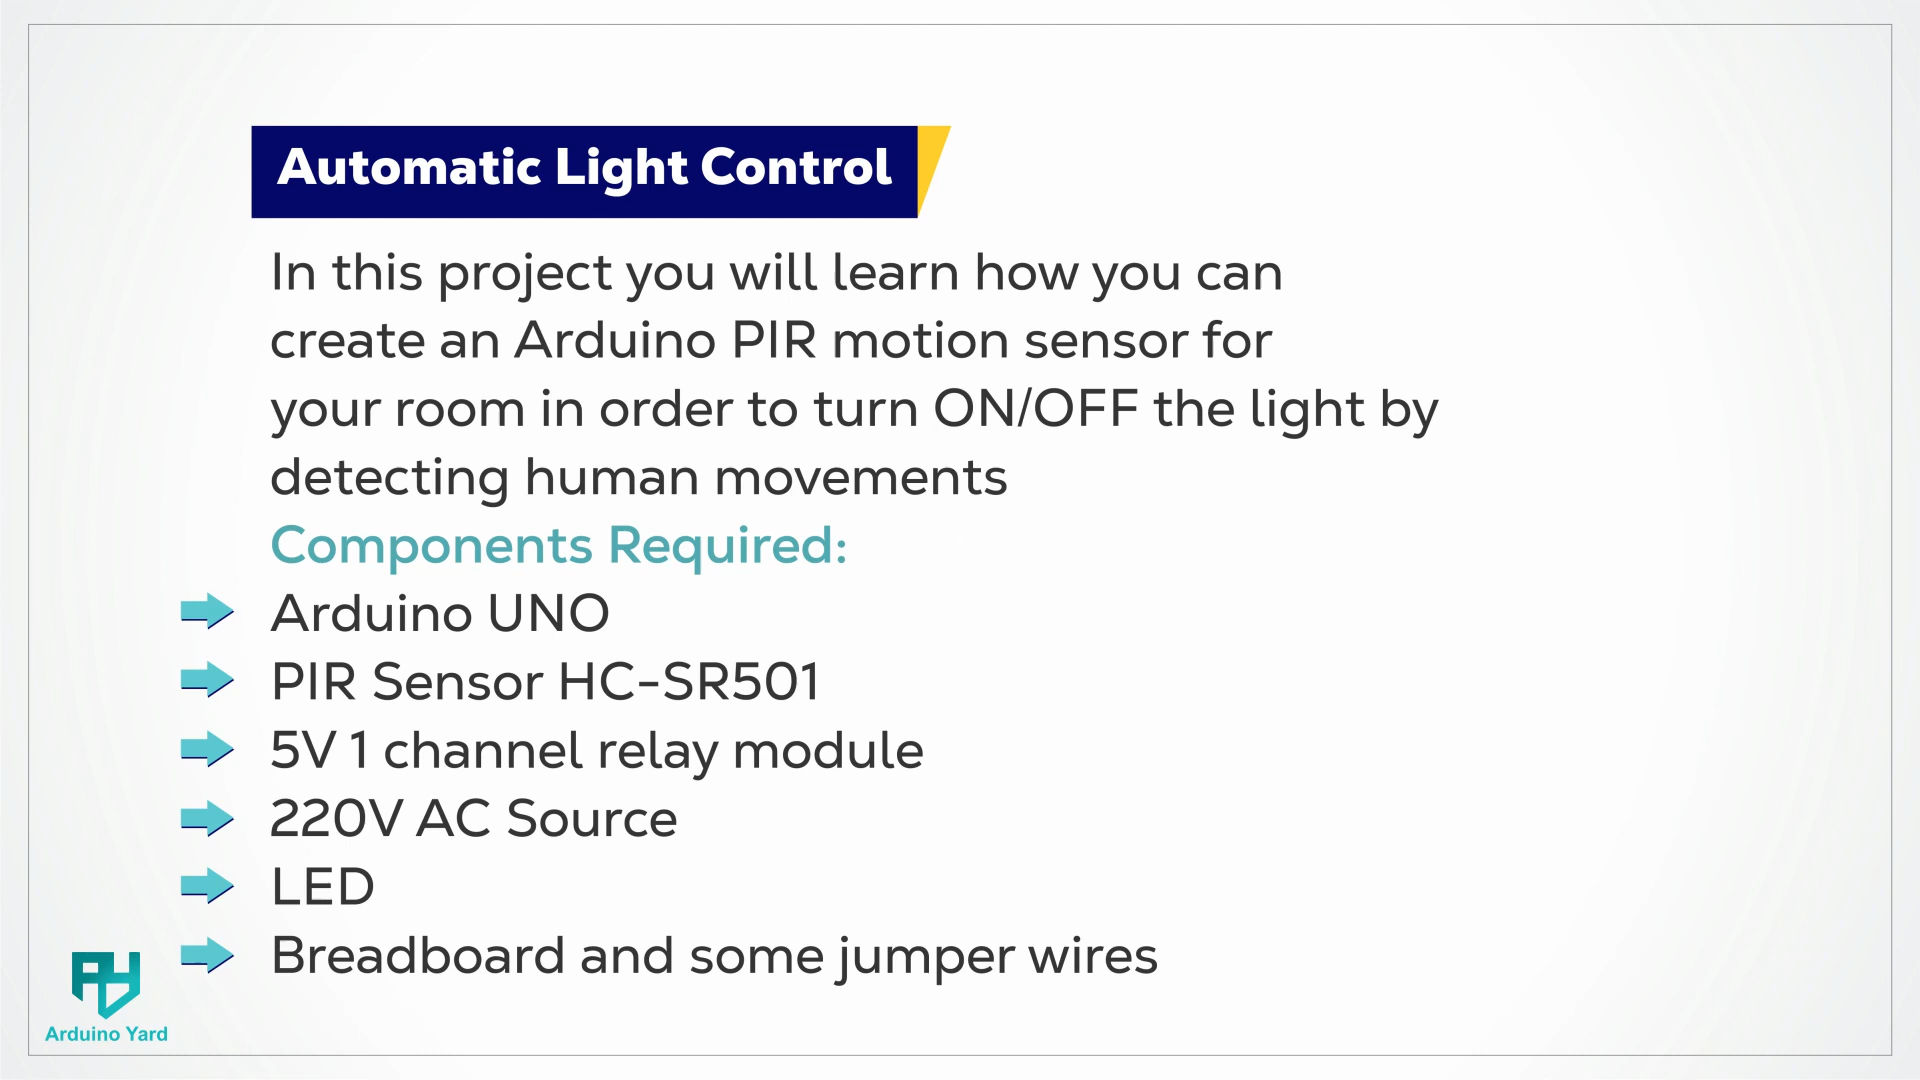 Automatic Light Control
In this project you will learn how you can
create an Arduino PIR motion sensor for
your room in order to turn ON/OFF the light by
detecting human movements
Components Required:
Arduino UNO
PIR Sensor HC-SR501
5V 1 channel relay module
220V AC Source
LED
Breadboard and some jumper wires
Arduino Yard